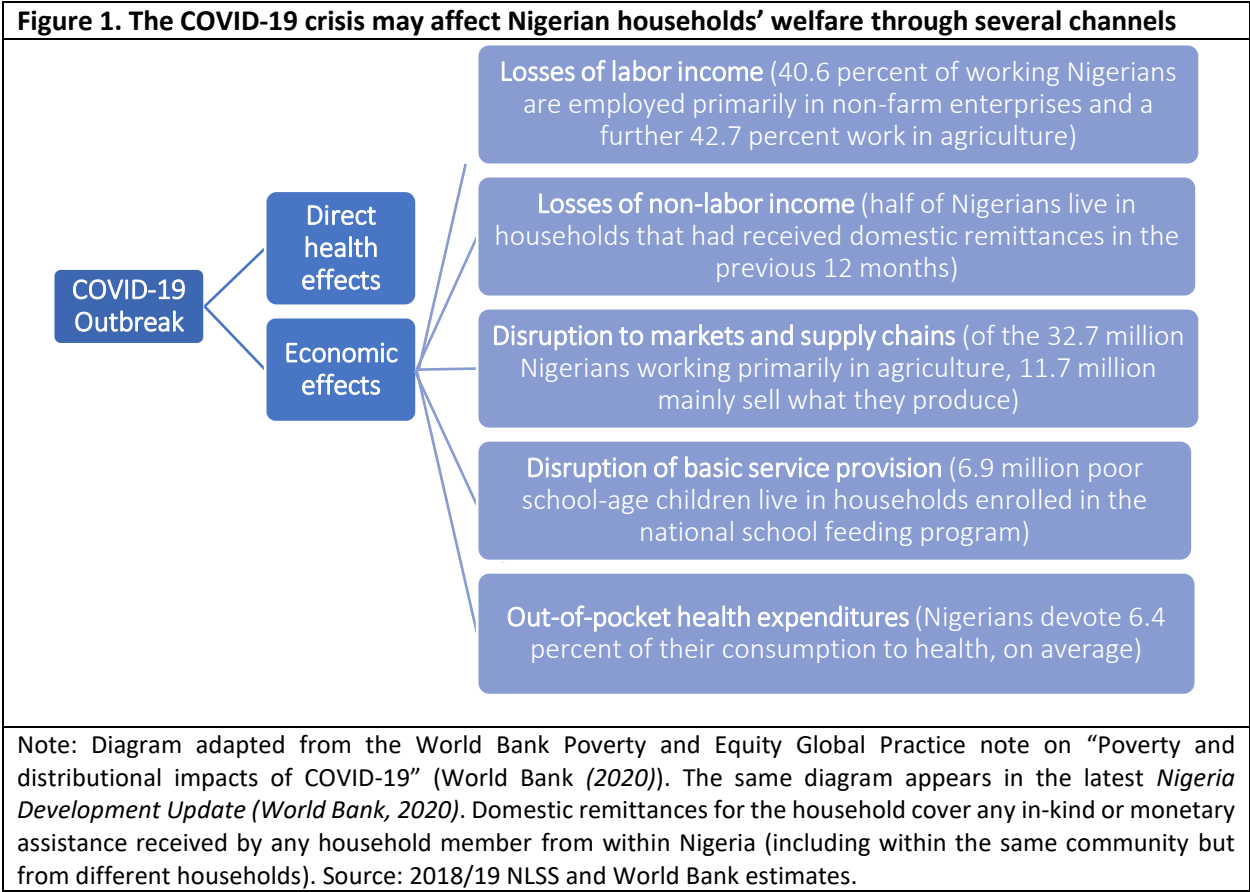 Figure 1. The COVID-19 crisis may affect Nigerian households’ welfare through several channels
COVID-19
Outbreak
Direct
health
effects
Economic
effects
Losses of labor income (40.6 percent of working Nigerians
are employed primarily in non-farm enterprises and a
further 42.7 percent work in agriculture)
Losses of non-labor income (half of Nigerians live in
households that had received domestic remittances in the
previous 12 months)
Disruption to markets and supply chains (of the 32.7 million
Nigerians working primarily in agriculture, 11.7 million
mainly sell what they produce)
Disruption of basic service provision (6.9 million poor
school-age children live in households enrolled in the
national school feeding program)
Out-of-pocket health expenditures (Nigerians devote 6.4
percent of their consumption to health, on average)
Note: Diagram adapted from the World Bank Poverty and Equity Global Practice note on “Poverty and
distributional impacts of COVID-19” (World Bank (2020)). The same diagram appears in the latest Nigeria
Development Update (World Bank, 2020). Domestic remittances for the household cover any in-kind or monetary
assistance received by any household member from within Nigeria (including within the same community but
from different households). Source: 2018/19 NLSS and World Bank estimates.